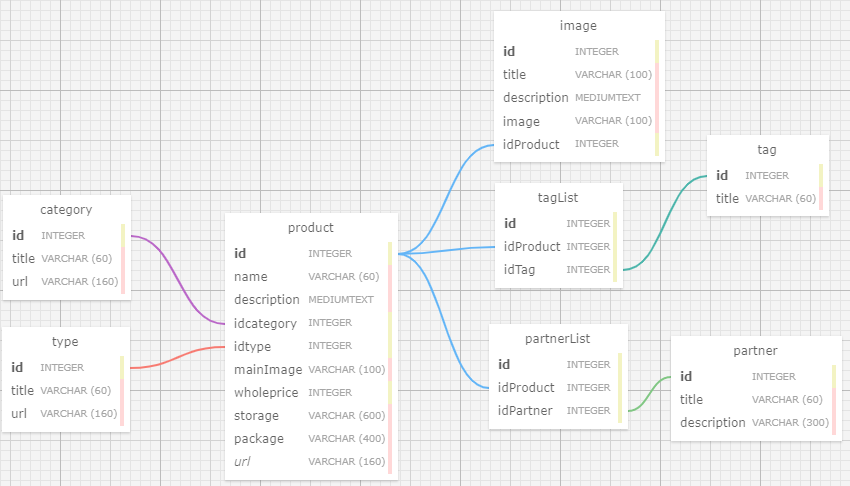 image
id INTEGER
title VARCHAR (100)
description MEDIUMTEXT
image VARCHAR (100)
idProduct INTEGER
tag
id INTEGER
title VARCHAR (60)
tagList
id INTEGER
idProduct INTEGER
idTag INTEGER
category
id INTEGER
title VARCHAR (60)
url VARCHAR (160)
product
id INTEGER
name VARCHAR (60)
description MEDIUMTEXT
idcategory INTEGER
idtype INTEGER
mainImage VARCHAR (100)
wholeprice INTEGER
storage VARCHAR (600)
package VARCHAR (400)
url VARCHAR (160)
type
id INTEGER
title VARCHAR (60)
url VARCHAR (160)
partnerList
id INTEGER
idProduct INTEGER
idPartner INTEGER
partner
id INTEGER
title VARCHAR (60)
description VARCHAR (300)